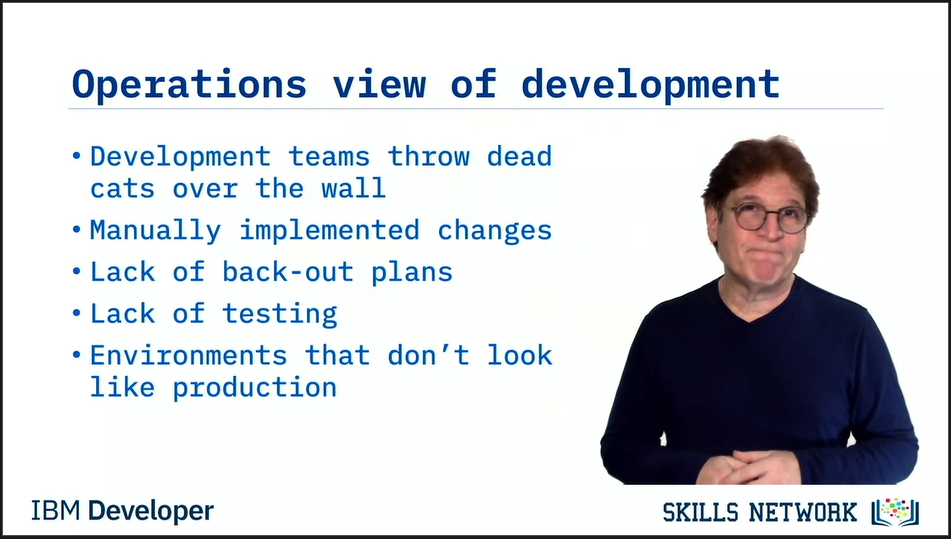 Operations view of development
• Development teams throw dead
cats over the wall
• Manually implemented changes
• Lack of back-out plans
• Lack of testing
• Environments that don’t look
like production
IBM Developer
SKILLS NETWORK